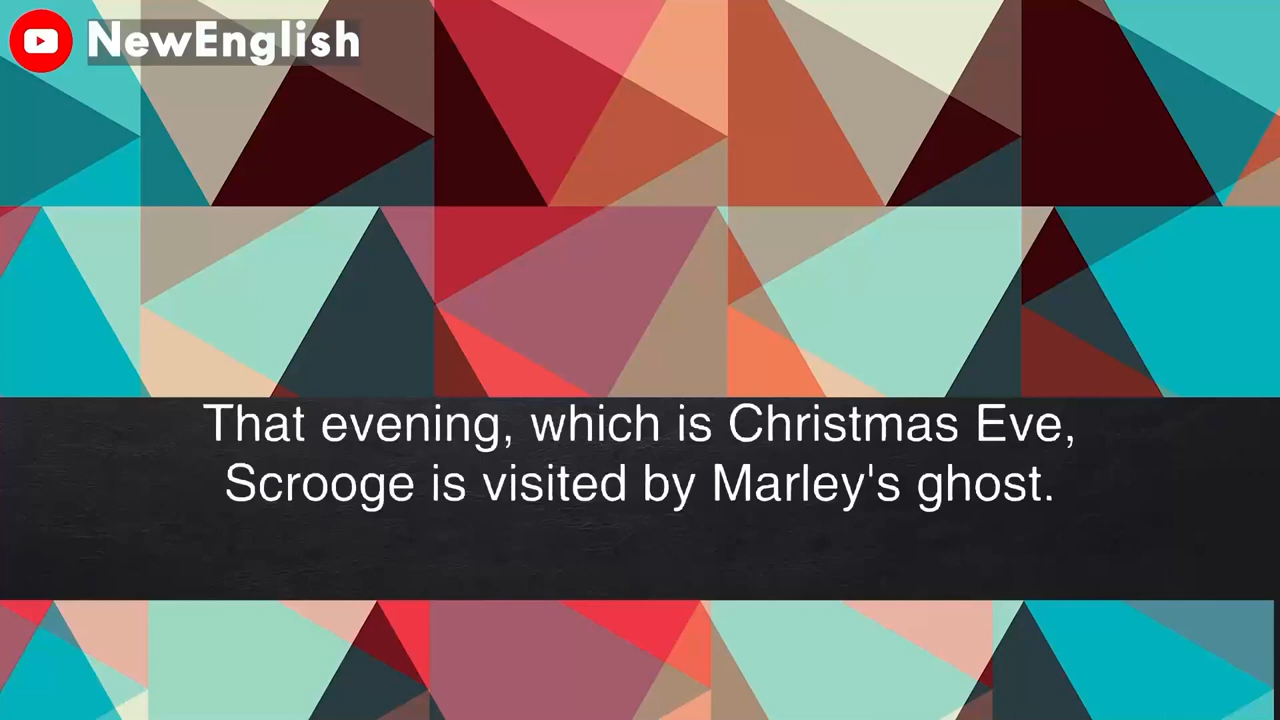 NewEnglish
That evening, which is Christmas Eve,
Scrooge is visited by Marley's ghost.